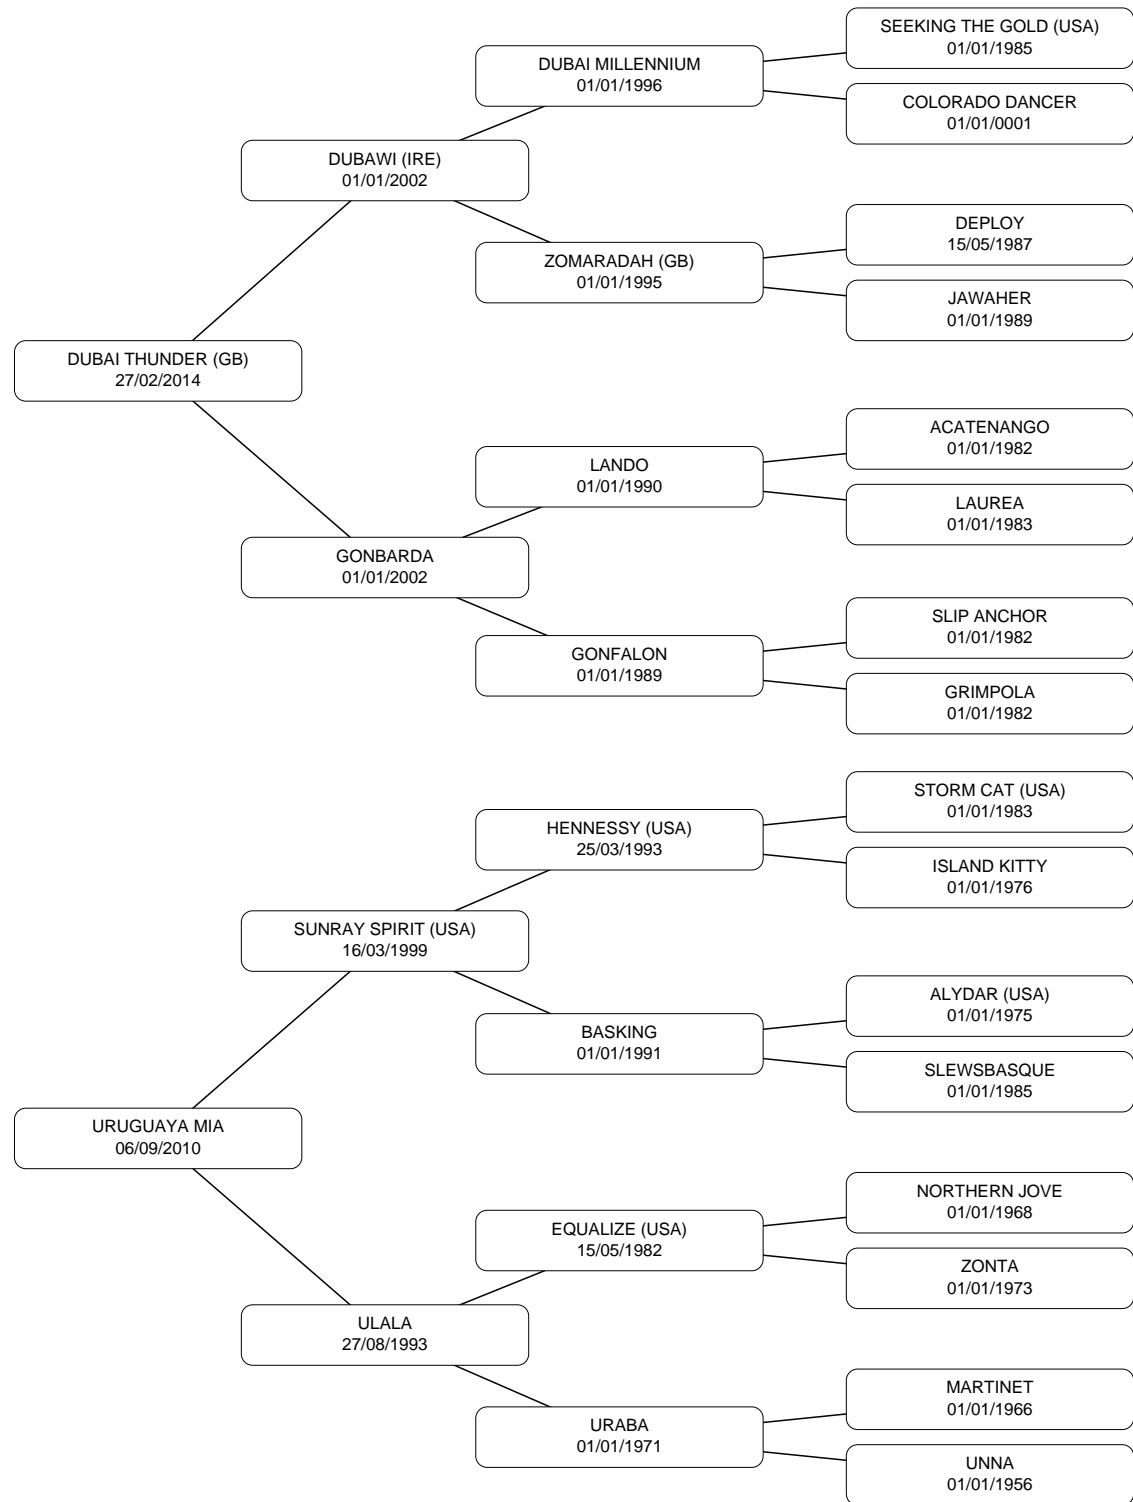 SEEKING THE GOLD (USA)
01/01/1985
DUBAI MILLENNIUM
01/01/1996
COLORADO DANCER
01/01/0001
DUBAWI (IRE)
01/01/2002
DEPLOY
15/05/1987
ZOMARADAH (GB)
01/01/1995
JAWAHER
01/01/1989
DUBAI THUNDER (GB)
27/02/2014
ACATENANGO
01/01/1982
LANDO
01/01/1990
LAUREA
01/01/1983
GONBARDA
01/01/2002
SLIP ANCHOR
01/01/1982
GONFALON
01/01/1989
GRIMPOLA
01/01/1982
STORM CAT (USA)
01/01/1983
HENNESSY (USA)
25/03/1993
ISLAND KITTY
01/01/1976
SUNRAY SPIRIT (USA)
16/03/1999
ALYDAR (USA)
01/01/1975
BASKING
01/01/1991
SLEWSBASQUE
01/01/1985
URUGUAYA MIA
06/09/2010
NORTHERN JOVE
01/01/1968
EQUALIZE (USA)
15/05/1982
ZONTA
01/01/1973
ULALA
27/08/1993
MARTINET
01/01/1966
URABA
01/01/1971
UNNA
01/01/1956